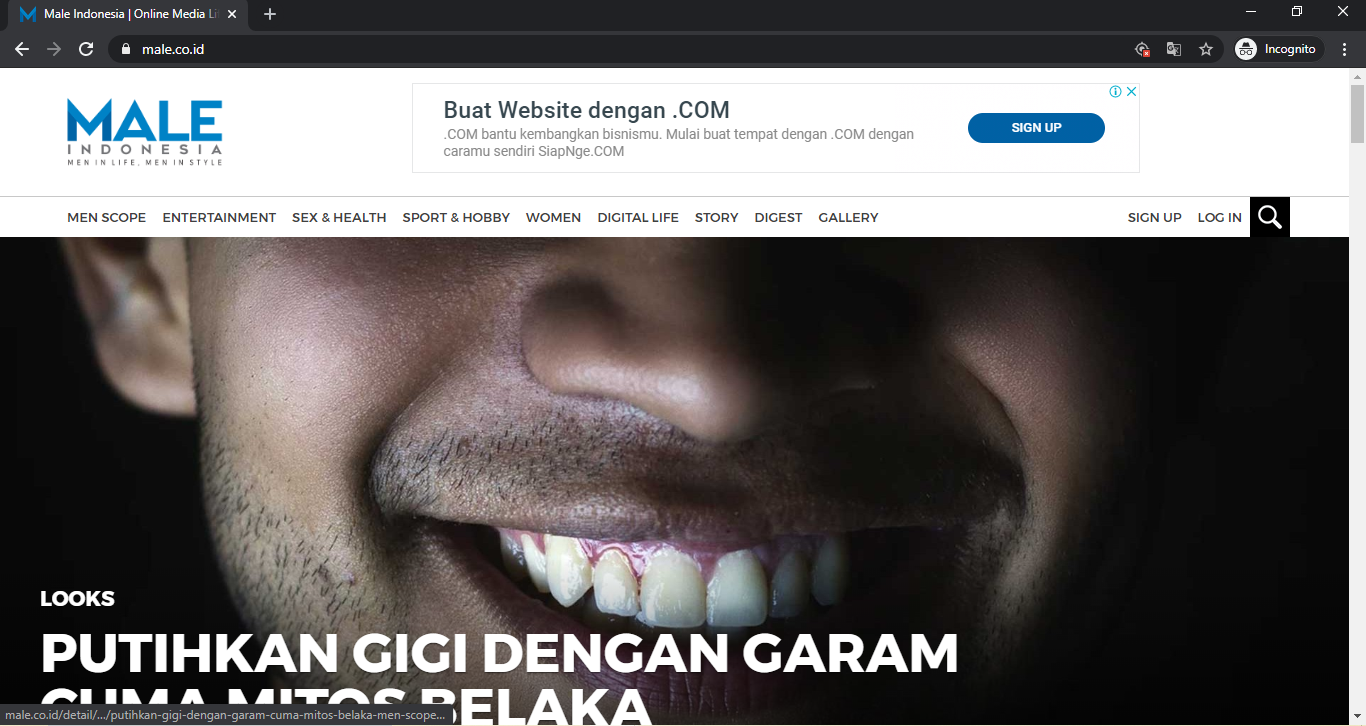 Male Indonesia | Online Media Li
male.co.id
Incognito
MALE
INDONESIA
MEN IN LIFE, MEN IN STYLE
Buat Website dengan .COM
.COM bantu kembangkan bisnismu. Mulai buat tempat dengan .COM dengan
caramu sendiri SiapNge.COM
SIGN UP
MEN SCOPE ENTERTAINMENT SEX & HEALTH SPORT & HOBBY WOMEN DIGITAL LIFE STORY DIGEST GALLERY SIGN UP LOG IN
LOOKS
PUTIHKAN GIGI DENGAN GARAM
CUMA MITOS BELAKA
male.co.id/detail/.../putihkan-gigi-dengan-garam-cuma-mitos-belaka-men-scope...